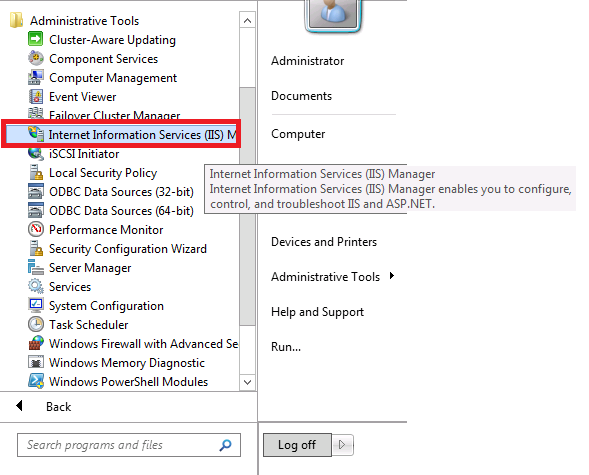 Administrative Tools
Cluster-Aware Updating
Component Services
Computer Management
Event Viewer
Failover Cluster Manager
Internet Information Services (IIS) M
iSCSI Initiator
Local Security Policy
ODBC Data Sources (32-bit)
ODBC Data Sources (64-bit)
Performance Monitor
Security Configuration Wizard
Server Manager
Services
System Configuration
Task Scheduler
Windows Firewall with Advanced Se
Windows Memory Diagnostic
Windows PowerShell Modules
Back
Search programs and files
Administrator
Documents
Computer
Internet Information Services (IIS) Manager
Internet Information Services (IIS) Manager enables you to configure,
control, and troubleshoot IIS and ASP.NET.
Devices and Printers
Administrative Tools
Help and Support
Run...
Log off